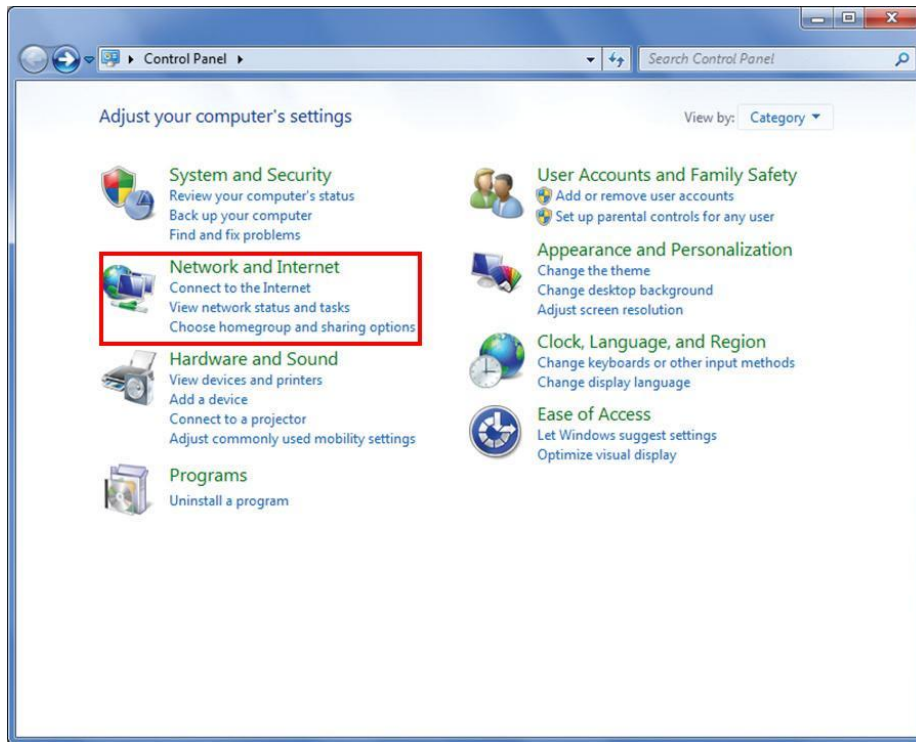 Control Panel
Search Control Panel
Adjust your computer's settings
View by: Category
System and Security
Review your computer's status
Back up your computer
Find and fix problems
Network and Internet
Connect to the Internet
View network status and tasks
Choose homegroup and sharing options
Hardware and Sound
View devices and printers
Add a device
Connect to a projector
Adjust commonly used mobility settings
Programs
Uninstall a program
User Accounts and Family Safety
Add or remove user accounts
Set up parental controls for any user
Appearance and Personalization
Change the theme
Change desktop background
Adjust screen resolution
Clock, Language, and Region
Change keyboards or other input methods
Change display language
Ease of Access
Let Windows suggest settings
Optimize visual display